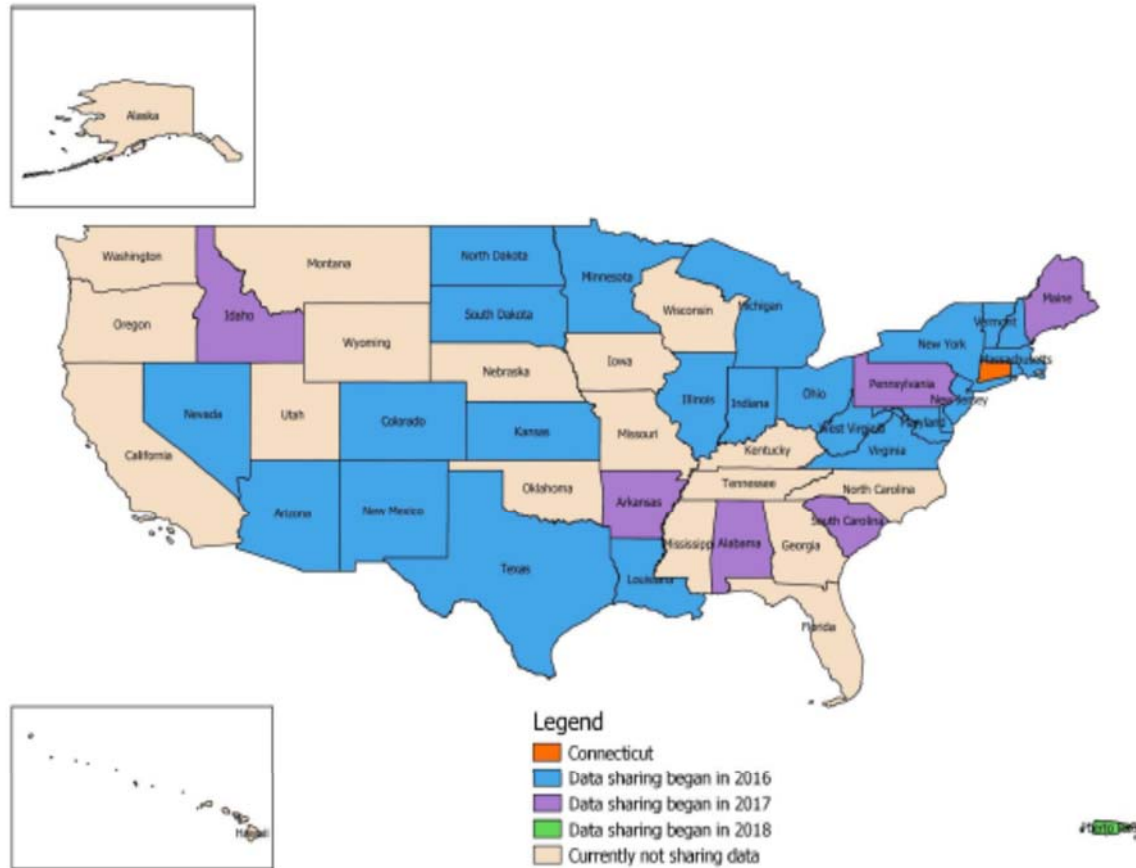 Alaska
Washington
Montana
North Dakota
Minnesota
Maine
Oregon
Idaho
South Dakota
Wisconsin
Michigan
Vermont
New York
Wyoming
Massachusetts
Iowa
Nebraska
Pennsylvania
New Jersey
Nevada
Utah
Colorado
Kansas
Illinois
Indiana
Ohio
Maryland
West Virginia
Missouri
Virginia
California
Kentucky
Oklahoma
Tennessee
North Carolina
Arizona
New Mexico
Arkansas
South Carolina
Mississippi
Alabama
Georgia
Texas
Louisiana
Florida
Legend
Connecticut
Data sharing began in 2016
Data sharing began in 2017
Data sharing began in 2018
Currently not sharing data
Hawaii
Puerto Rico